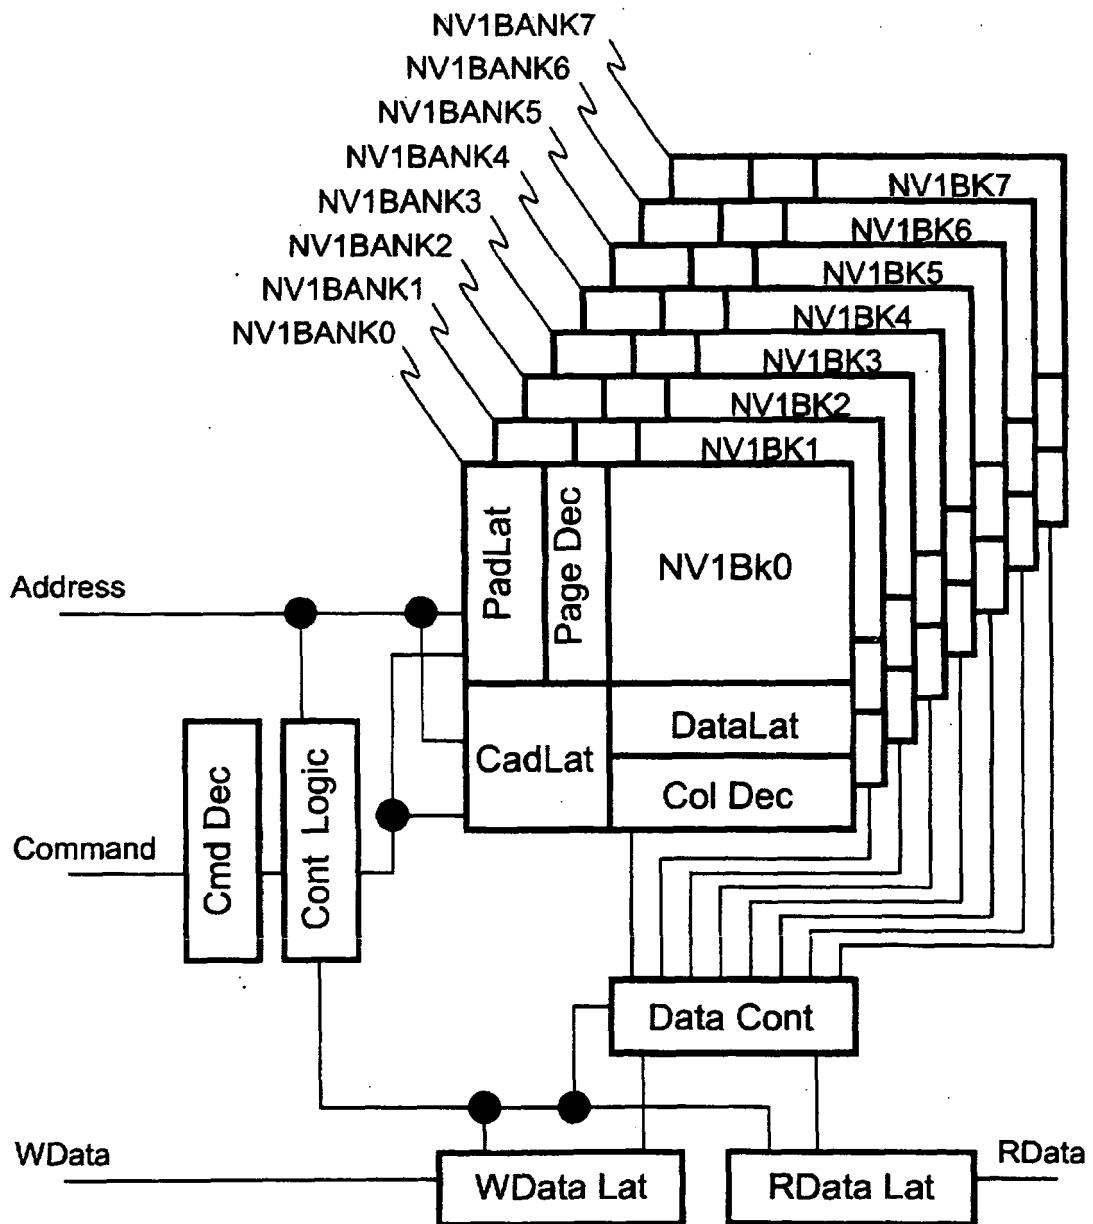 NV1BANK7
NV1BANK6
NV1BANK5
NV1BANK4
NV1BANK3
NV1BANK2
NV1BANK1
NV1BANK0
NV1BK7
NV1BK6
NV1BK5
NV1BK4
NV1BK3
NV1BK2
NV1BK1
PadLat
Page Dec
NV1Bk0
Address
CadLat
DataLat
Col Dec
Command
Cmd Dec
Cont Logic
Data Cont
WData
WData Lat
RData Lat
RData